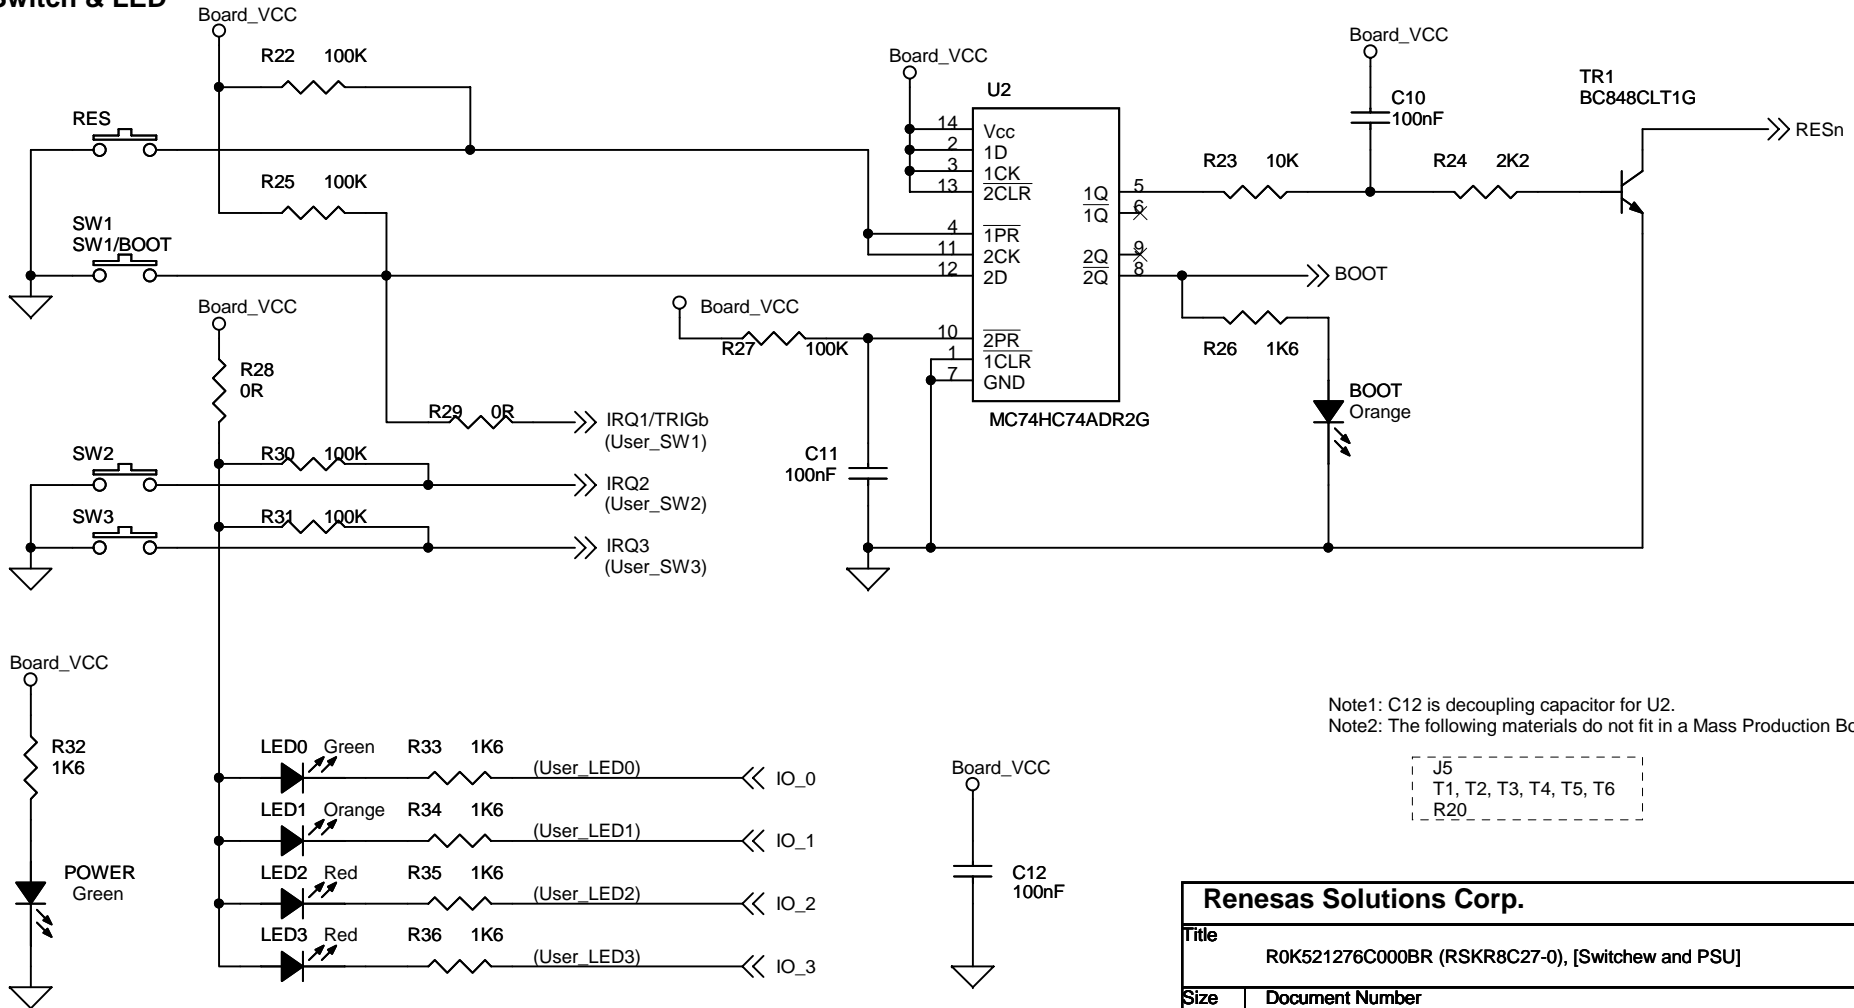 Switch & LED
Board_VCC
R22 100K
RES
R25 100K
SW1
SW1/BOOT
Board_VCC
R28
0R
R29 0R
IRQ1/TRIGb
(User_SW1)
SW2
R30 100K
IRQ2
(User_SW2)
SW3
R31 100K
IRQ3
(User_SW3)
Board_VCC
U2
14 Vcc
2 1D
3 1CK
13 2CLR
4 1PR
11 2CK
12 2D
10 2PR
1 1CLR
7 GND
1Q 5
1Q 6
2Q 9
2Q 8
MC74HC74ADR2G
Board_VCC
R27 100K
C11
100nF
Board_VCC
C10
100nF
R23 10K
R24 2K2
TR1
BC848CLT1G
RESn
BOOT
R26 1K6
BOOT
Orange
Board_VCC
R32
1K6
POWER
Green
LED0 Green R33 1K6
(User_LED0)
IO_0
LED1 Orange R34 1K6
(User_LED1)
IO_1
LED2 Red R35 1K6
(User_LED2)
IO_2
LED3 Red R36 1K6
(User_LED3)
IO_3
Board_VCC
C12
100nF
Note1: C12 is decoupling capacitor for U2.
Note2: The following materials do not fit in a Mass Production Bo
J5
T1, T2, T3, T4, T5, T6
R20
Renesas Solutions Corp.
Title
R0K521276C000BR (RSKR8C27-0), [Switchew and PSU]
Size Document Number